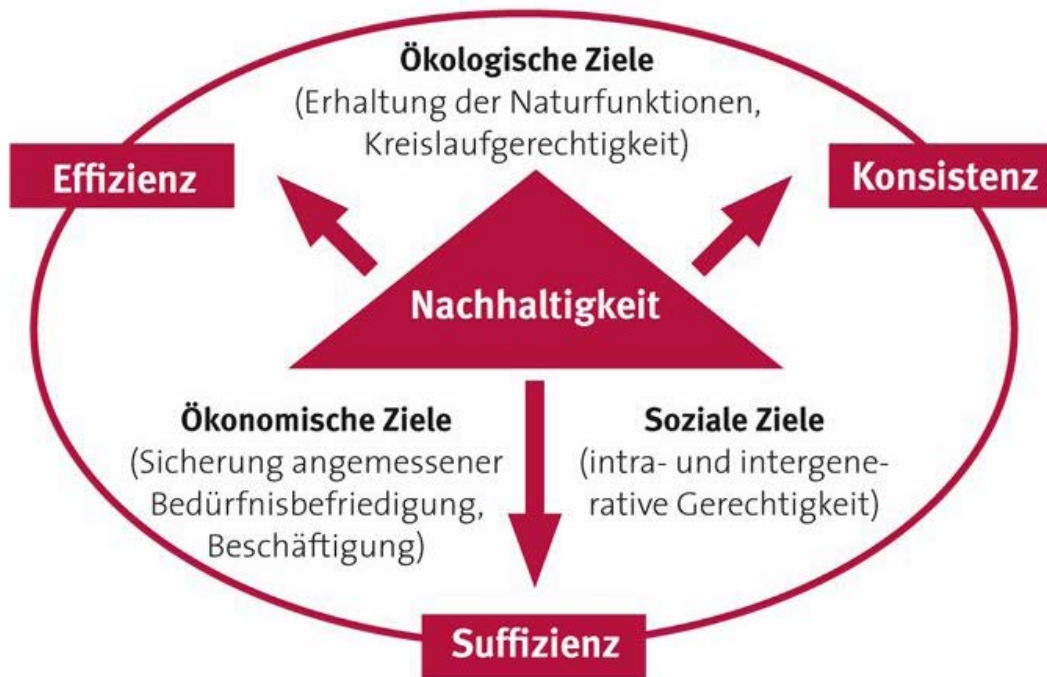 Ökologische Ziele
(Erhaltung der Naturfunktionen,
Kreislaufgerechtigkeit)
Effizienz
Konsistenz
Nachhaltigkeit
Ökonomische Ziele
(Sicherung angemessener
Bedürfnisbefriedigung,
Beschäftigung)
Soziale Ziele
(intra- und intergene-
rative Gerechtigkeit)
Suffizienz